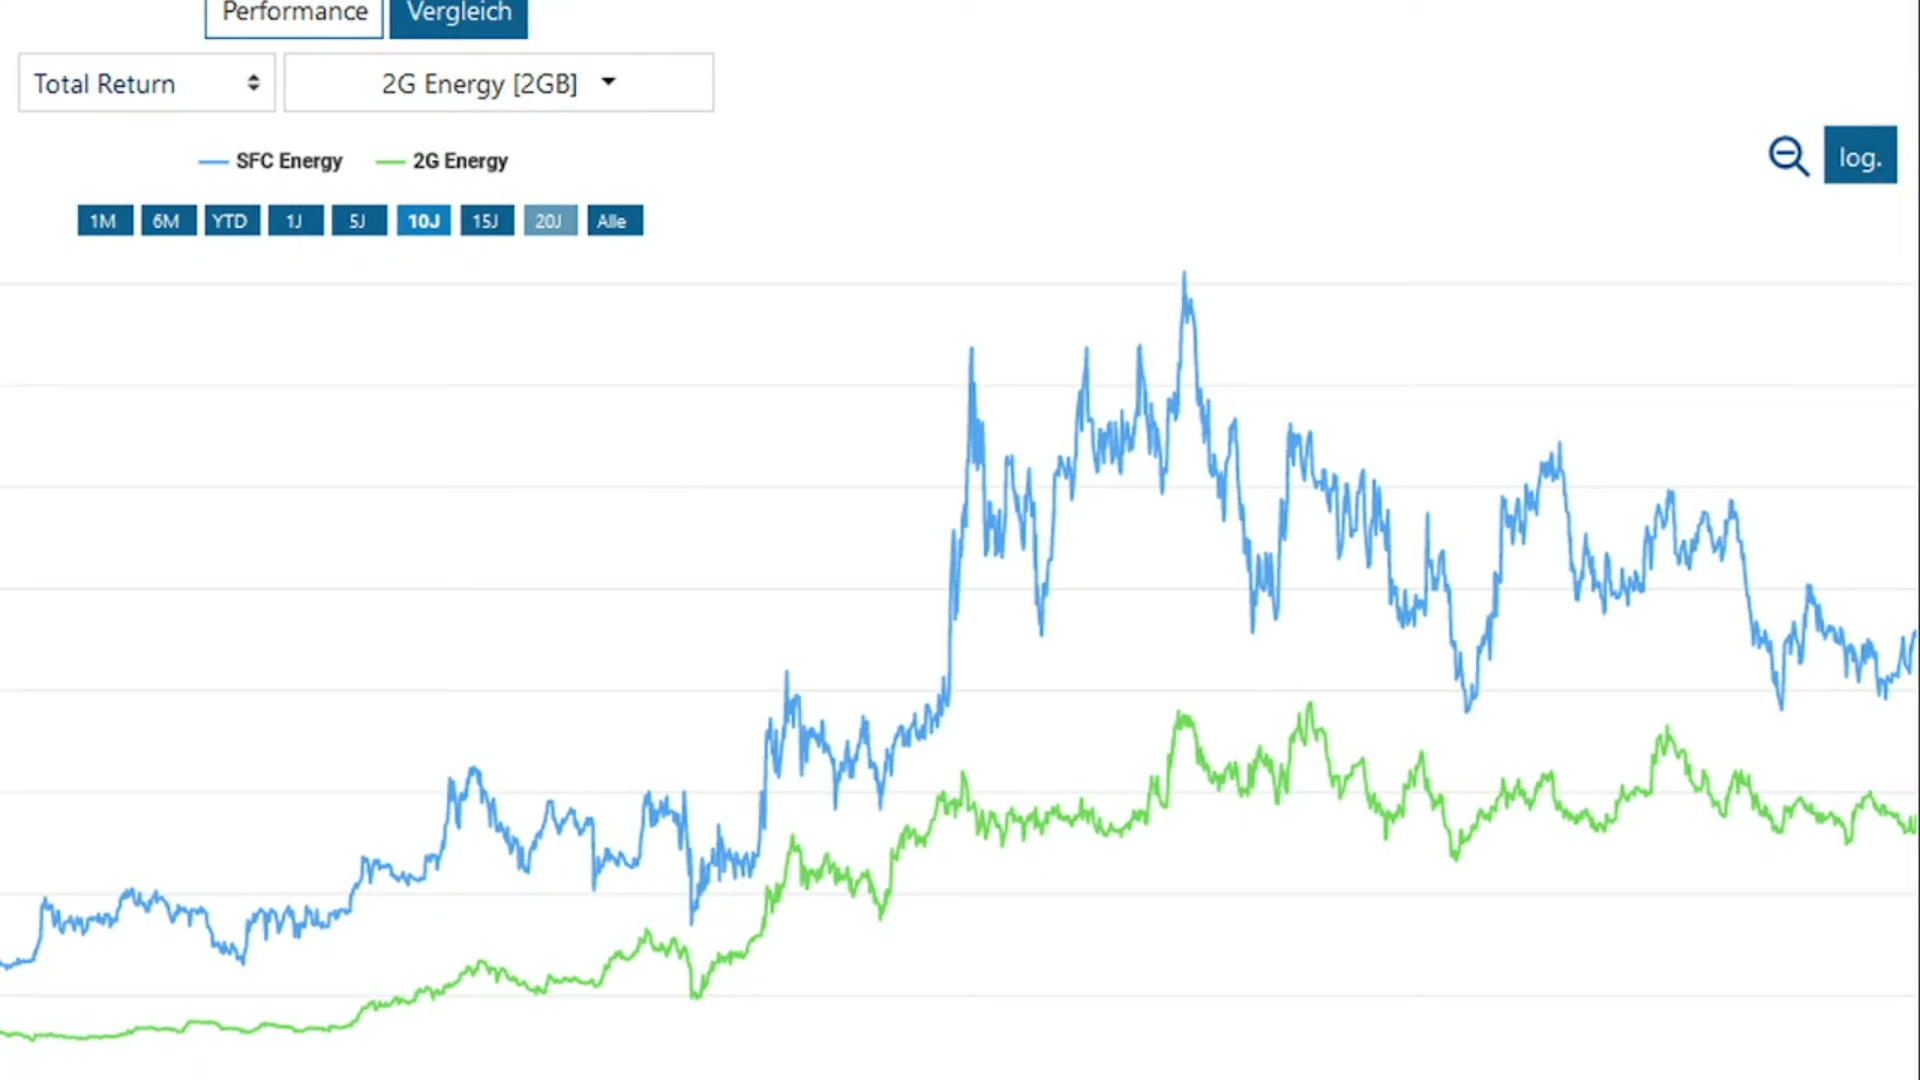 Performance Vergleich
Total Return 2G Energy [2GB]
SFC Energy 2G Energy
log.
1M 6M YTD 1J 5J 10J 15J 20J Alle